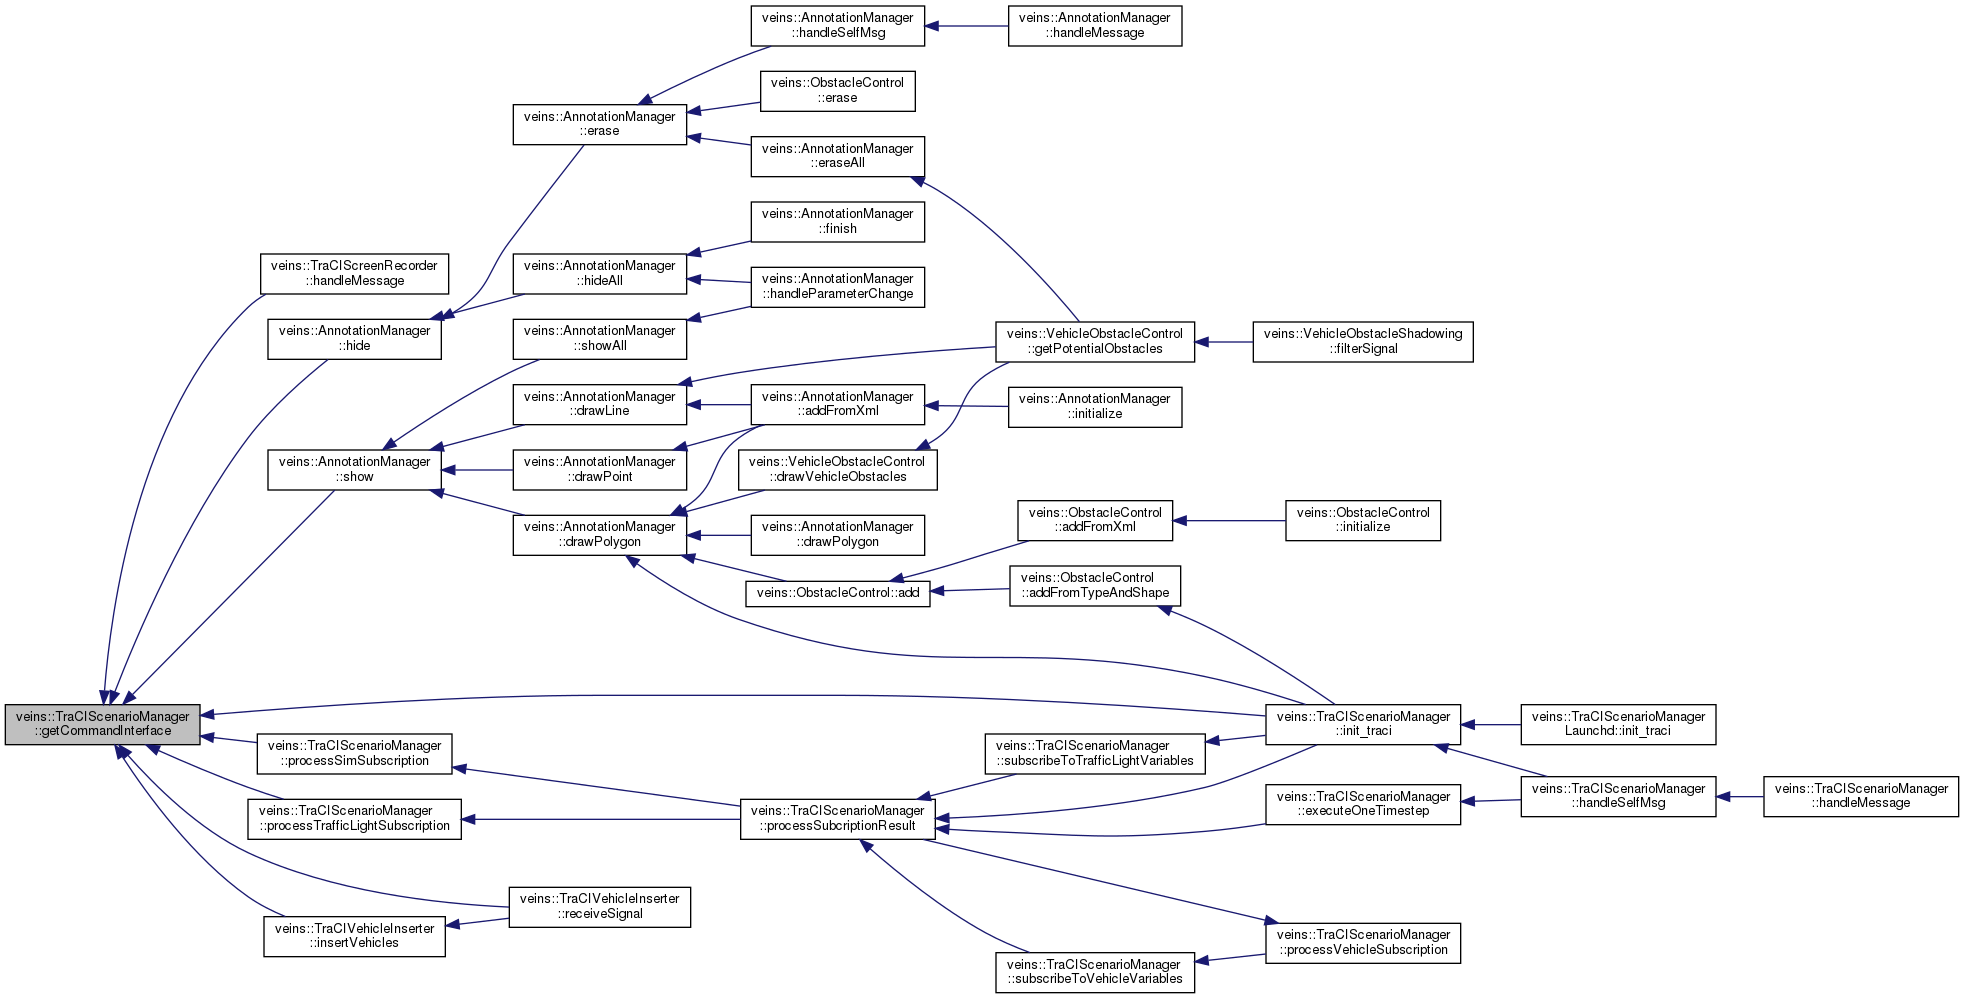 veins::AnnotationManager
::handleSelfMsg
veins::AnnotationManager
::handleMessage
veins::ObstacleControl
::erase
veins::AnnotationManager
::erase
veins::AnnotationManager
::eraseAll
veins::AnnotationManager
::finish
veins::TraCIScreenRecorder
::handleMessage
veins::AnnotationManager
::hideAll
veins::AnnotationManager
::handleParameterChange
veins::AnnotationManager
::hide
veins::AnnotationManager
::showAll
veins::VehicleObstacleControl
::getPotentialObstacles
veins::VehicleObstacleShadowing
::filterSignal
veins::AnnotationManager
::drawLine
veins::AnnotationManager
::addFromXml
veins::AnnotationManager
::initialize
veins::AnnotationManager
::show
veins::AnnotationManager
::drawPoint
veins::VehicleObstacleControl
::drawVehicleObstacles
veins::AnnotationManager
::drawPolygon
veins::AnnotationManager
::drawPolygon
veins::ObstacleControl
::addFromXml
veins::ObstacleControl
::initialize
veins::ObstacleControl::add
veins::ObstacleControl
::addFromTypeAndShape
veins::TraCIScenarioManager
::getCommandInterface
veins::TraCIScenarioManager
::init_traci
veins::TraCIScenarioManager
Launchd::init_traci
veins::TraCIScenarioManager
::processSimSubscription
veins::TraCIScenarioManager
::subscribeToTrafficLightVariables
veins::TraCIScenarioManager
::handleSelfMsg
veins::TraCIScenarioManager
::handleMessage
veins::TraCIScenarioManager
::processTrafficLightSubscription
veins::TraCIScenarioManager
::processSubcriptionResult
veins::TraCIScenarioManager
::executeOneTimestep
veins::TraCIVehicleInserter
::receiveSignal
veins::TraCIVehicleInserter
::insertVehicles
veins::TraCIScenarioManager
::processVehicleSubscription
veins::TraCIScenarioManager
::subscribeToVehicleVariables